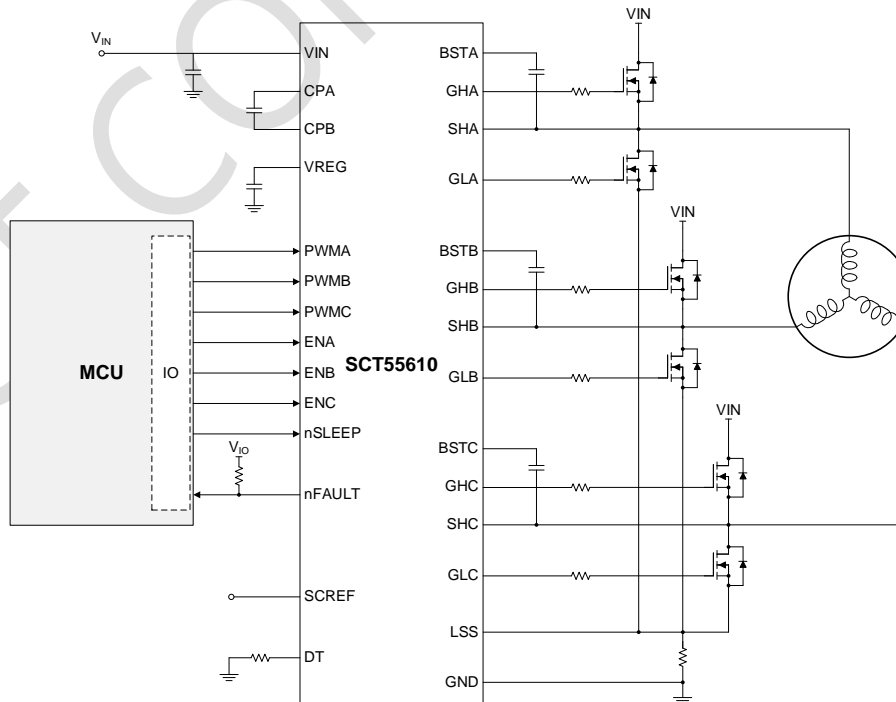 VIN
VIN
VIN
BSTA
CPA
GHA
CPB
SHA
VREG
GLA
VIN
PWMA
BSTB
PWMB
GHB
PWMC
SHB
ENA
MCU
IO
ENB
SCT55610
GLB
ENC
VIN
nSLEEP
BSTC
VIO
GHC
nFAULT
SHC
GLC
SCREF
LSS
DT
GND